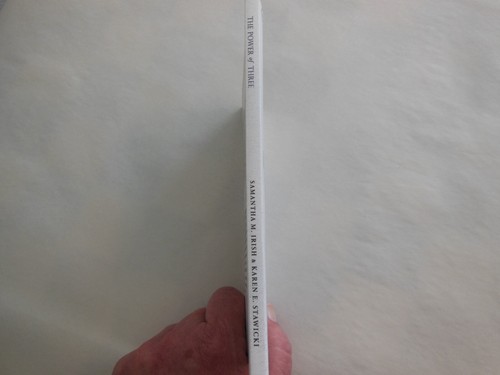 THE POWER of THREE
SAMANTHA M. IRISH & KAREN E. STAWICKI